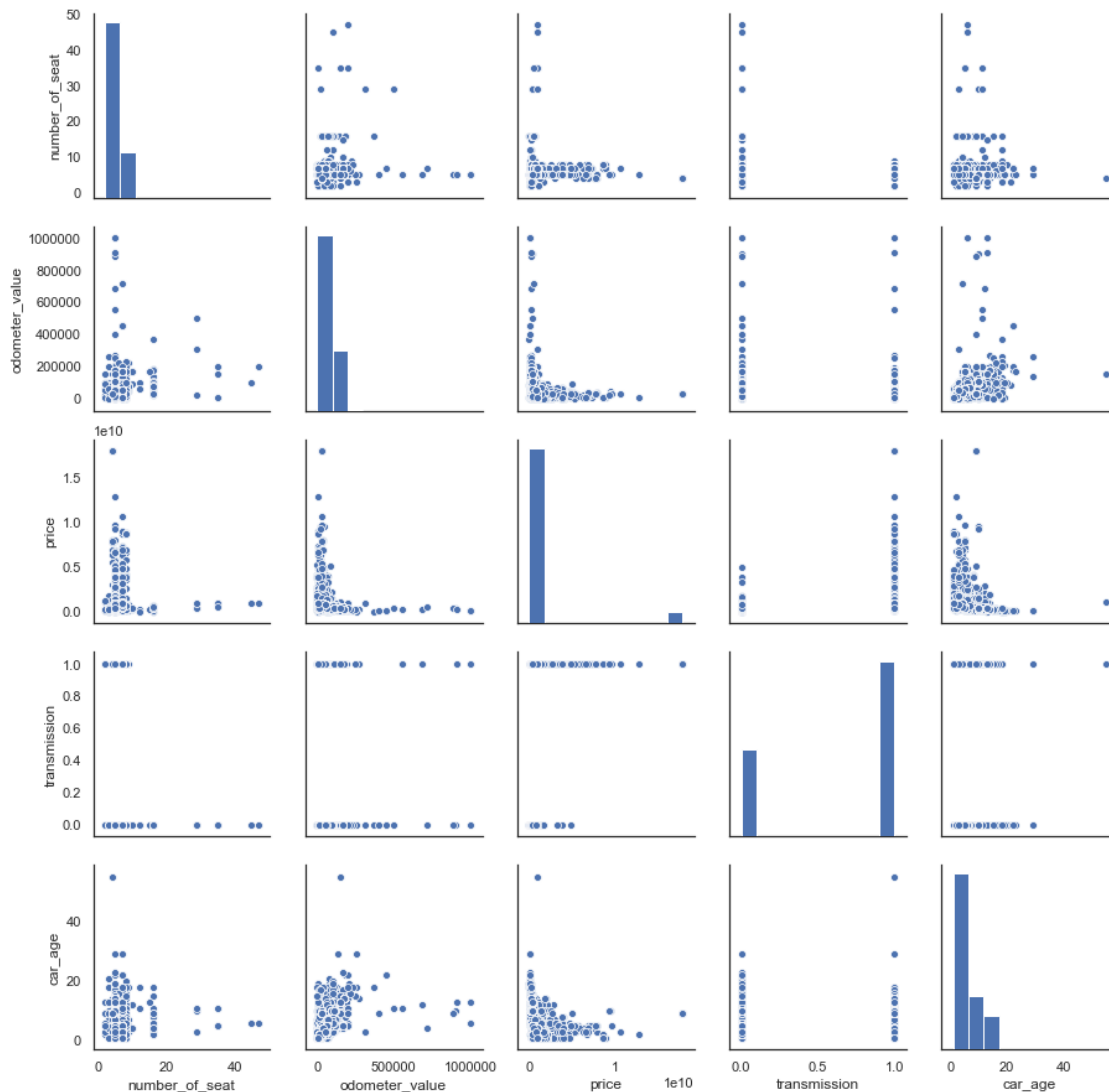 50
40
30
20
10
0
number_of_seat
1000000
800000
600000
400000
200000
0
odometer_value
1e10
1.5
1.0
0.5
0.0
price
1.0
0.8
0.6
0.4
0.2
0.0
transmission
40
20
0
car_age
0 20 40
number_of_seat
0 500000 1000000
odometer_value
0 1
1e10
price
0.0 0.5 1.0
transmission
0 20 40
car_age